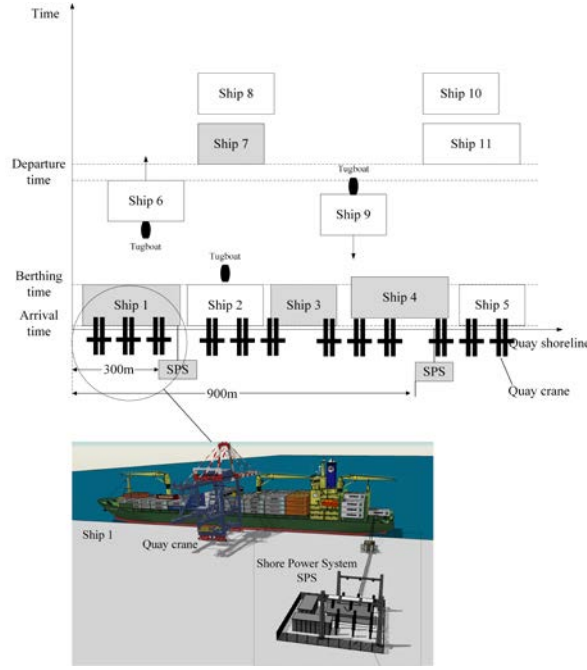 Time
Ship 8
Ship 10
Ship 7
Ship 11
Departure
time
Tugboat
Ship 6
Ship 9
Tugboat
Tugboat
Berthing
time
Ship 1
Ship 2
Ship 3
Ship 4
Ship 5
Arrival
time
Quay shoreline
300m
SPS
SPS
900m
Quay crane
Ship 1
Quay crane
Shore Power System
SPS